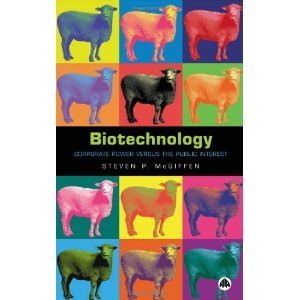 Biotechnology
CORPORATE POWER VERSUS THE PUBLIC INTEREST
STEVEN P. McGIFFEN